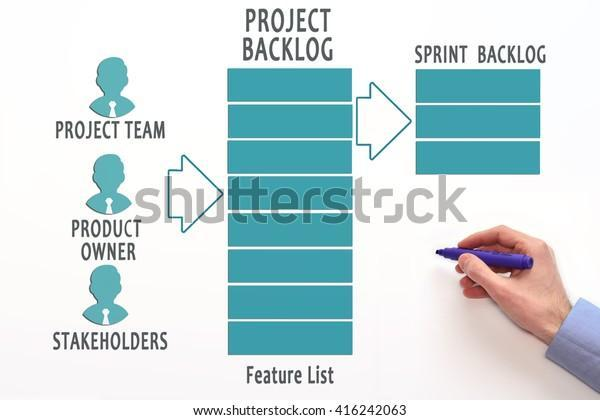 PROJECT
BACKLOG
SPRINT BACKLOG
PROJECT TEAM
PRODUCT
OWNER
STAKEHOLDERS
Feature List
shutterstock
www.shutterstock.com · 416242063